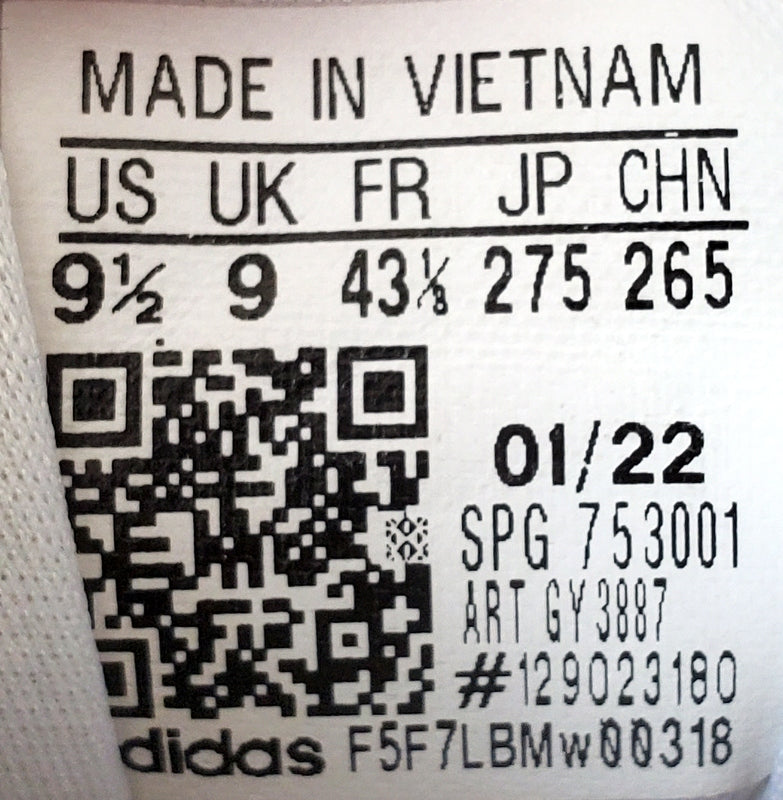 MADE IN VIETNAM
US UK FR JP CHN
9½ 9 43⅓ 275 265
01/22
SPG 753001
ART GY3887
#129023180
adidas F5F7LBMw00318